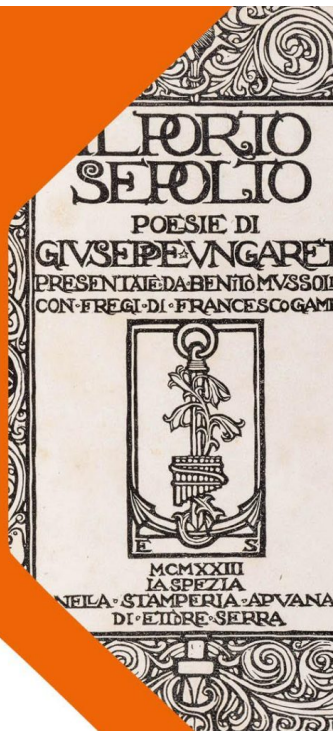 IL PORTO
SEPOLTO
POESIE DI
GIVSEPPE VNGARE
PRESENTATE·DA·BENITO MVSSOLI
CON·FREGI·DI·FRANCESCO GAM
E S
MCMXXIII
LA SPEZIA
NELLA·STAMPERIA·APVANA
DI·ETTORE·SERRA